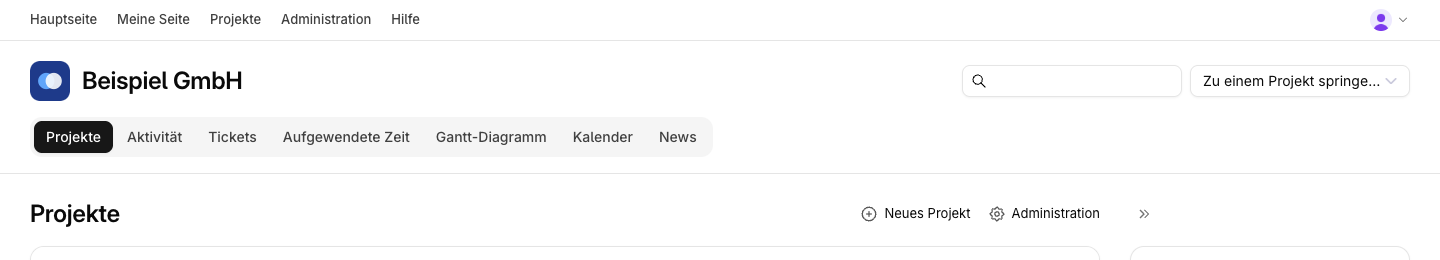 Hauptseite Meine Seite Projekte Administration Hilfe
Beispiel GmbH
Zu einem Projekt springe...
Projekte Aktivität Tickets Aufgewendete Zeit Gantt-Diagramm Kalender News
Projekte
Neues Projekt Administration »